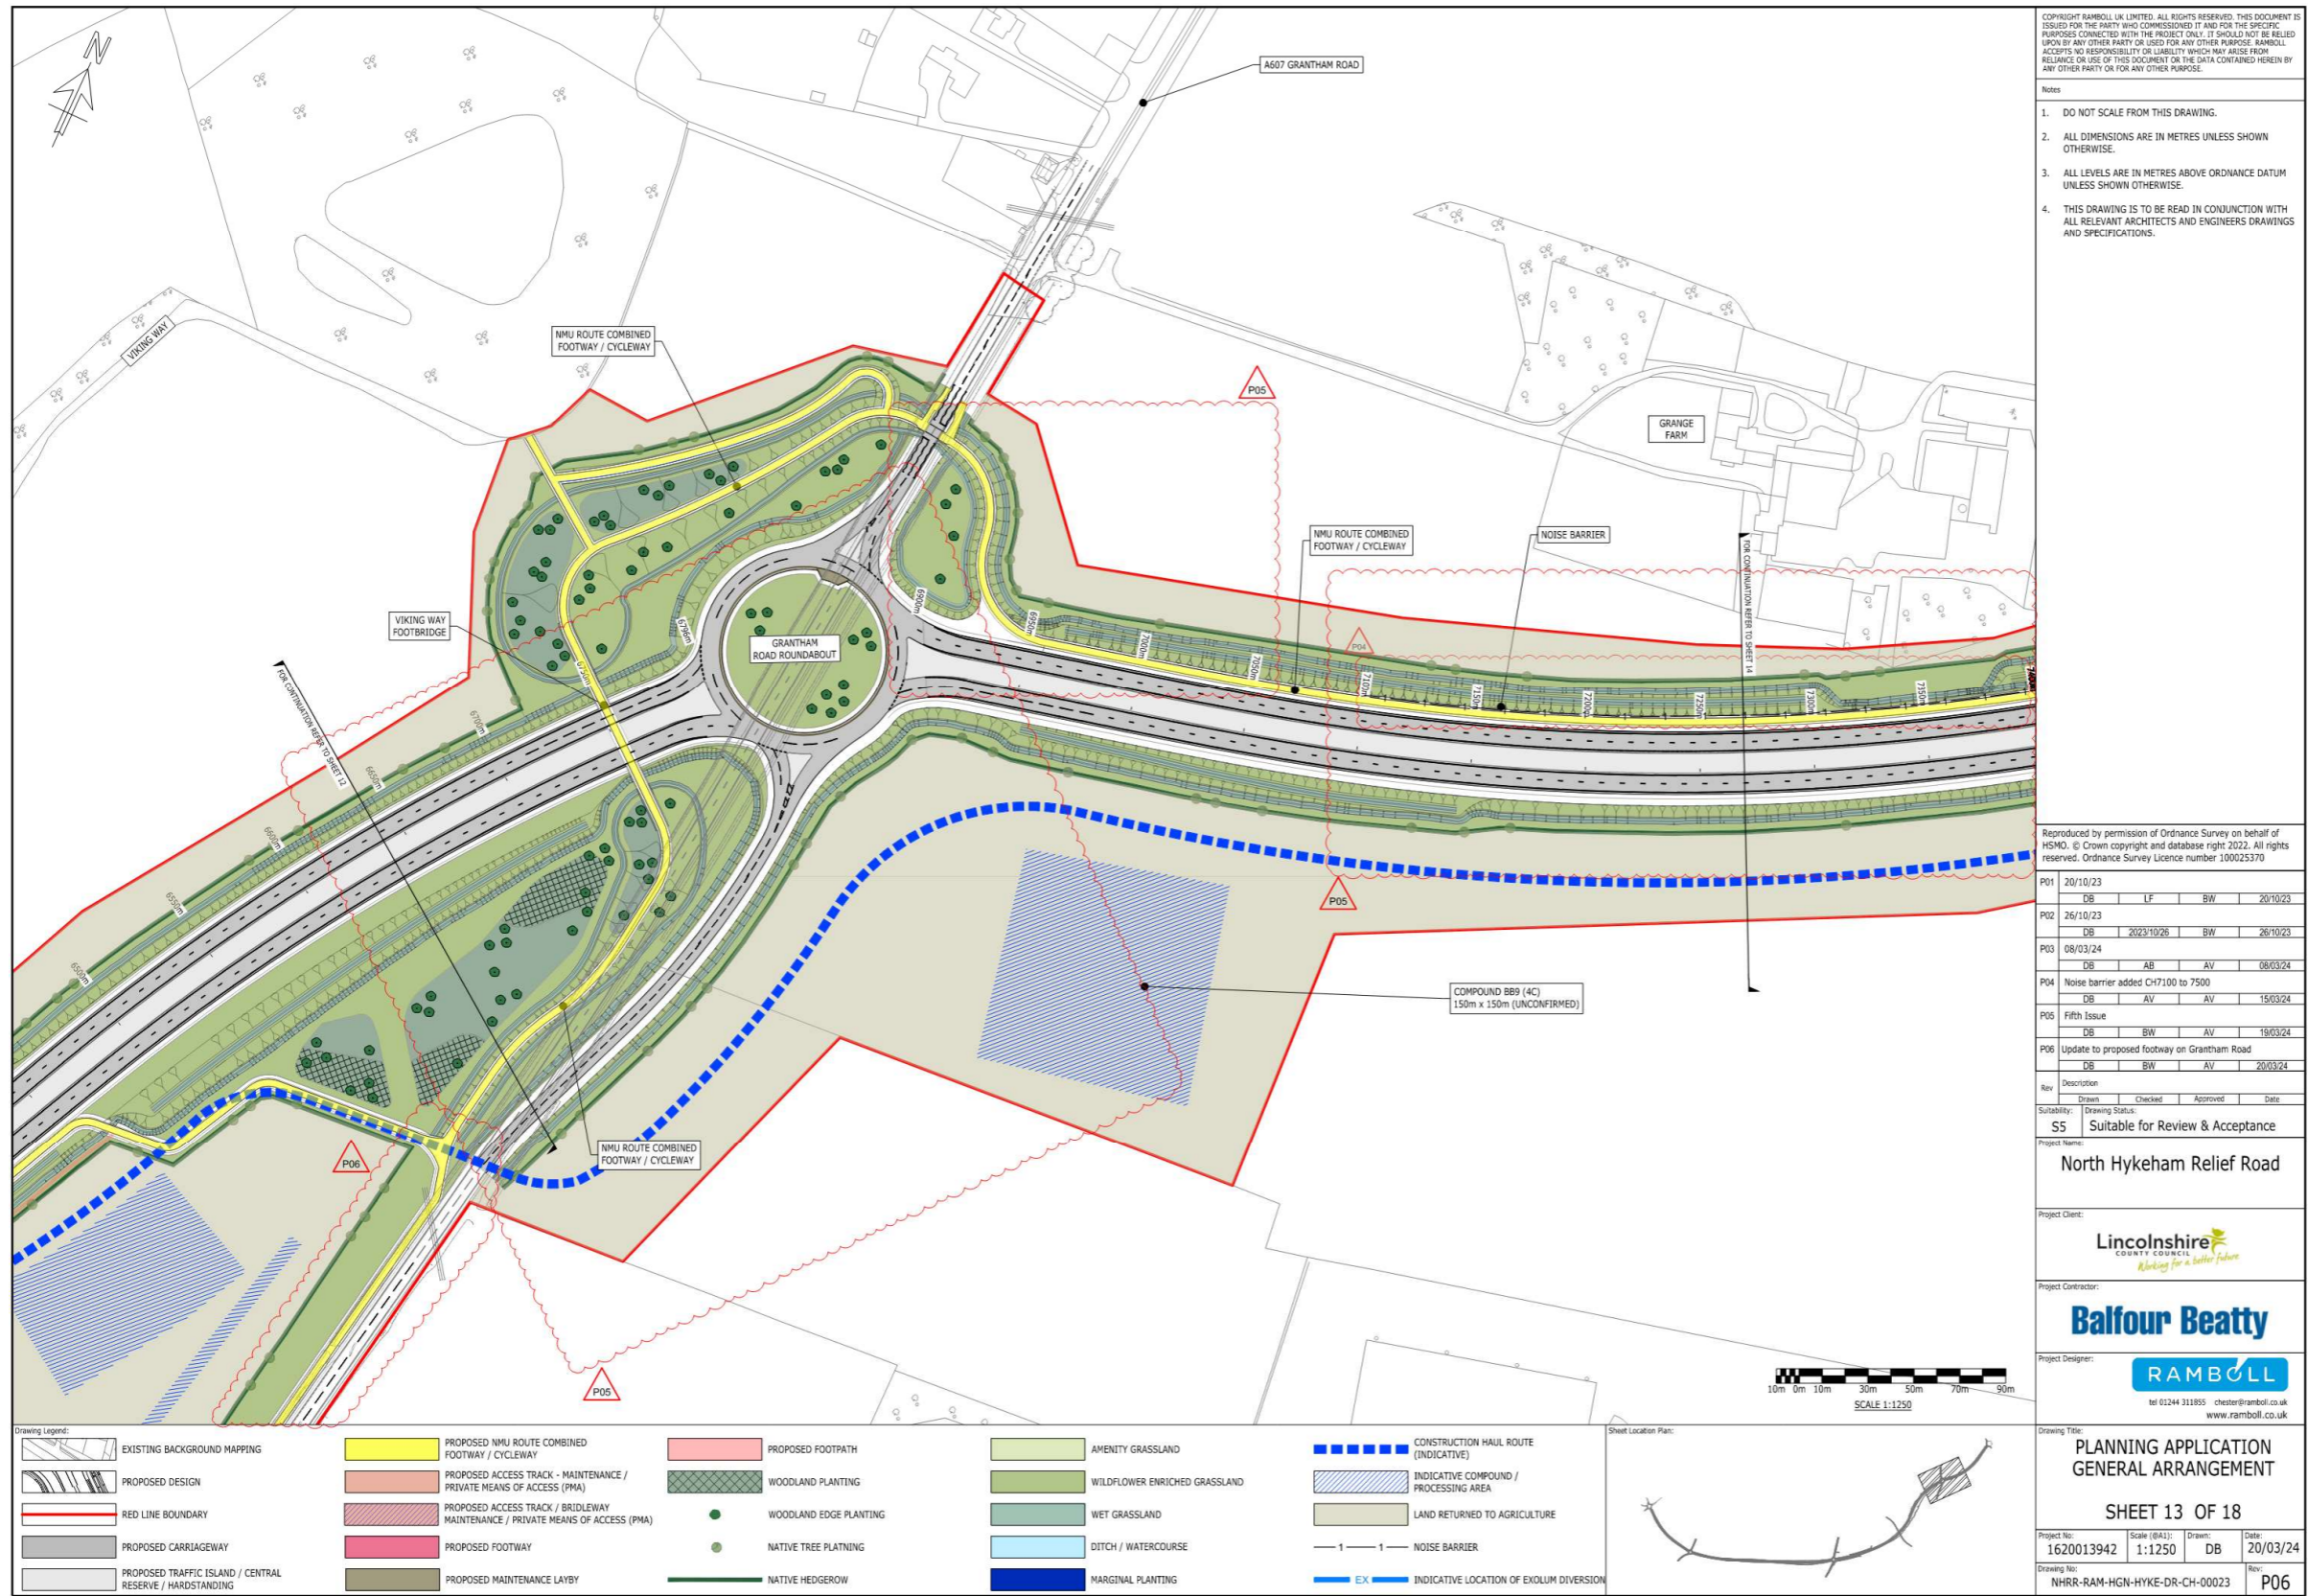 N
A607 GRANTHAM ROAD
VIKING WAY
NMU ROUTE COMBINED
FOOTWAY / CYCLEWAY
P05
GRANGE
FARM
NMU ROUTE COMBINED
FOOTWAY / CYCLEWAY
NOISE BARRIER
FOR CONTINUATION REFER TO SHEET 14
VIKING WAY
FOOTBRIDGE
GRANTHAM
ROAD ROUNDABOUT
P04
FOR CONTINUATION REFER TO SHEET 12
6500m
6550m
6600m
6650m
6700m
6750m
6796m
6900m
6950m
7000m
7050m
7100m
7150m
7200m
7250m
7300m
7350m
P05
COMPOUND BB9 (4C)
150m x 150m (UNCONFIRMED)
NMU ROUTE COMBINED
FOOTWAY / CYCLEWAY
P06
P05
10m 0m 10m 30m 50m 70m 90m
SCALE 1:1250
COPYRIGHT RAMBOLL UK LIMITED. ALL RIGHTS RESERVED. THIS DOCUMENT IS
ISSUED FOR THE PARTY WHO COMMISSIONED IT AND FOR THE SPECIFIC
PURPOSES CONNECTED WITH THE PROJECT ONLY. IT SHOULD NOT BE RELIED
UPON BY ANY OTHER PARTY OR USED FOR ANY OTHER PURPOSE. RAMBOLL
ACCEPTS NO RESPONSIBILITY OR LIABILITY WHICH MAY ARISE FROM
RELIANCE OR USE OF THIS DOCUMENT OR THE DATA CONTAINED HEREIN BY
ANY OTHER PARTY OR FOR ANY OTHER PURPOSE.
Notes
1. DO NOT SCALE FROM THIS DRAWING.
2. ALL DIMENSIONS ARE IN METRES UNLESS SHOWN
OTHERWISE.
3. ALL LEVELS ARE IN METRES ABOVE ORDNANCE DATUM
UNLESS SHOWN OTHERWISE.
4. THIS DRAWING IS TO BE READ IN CONJUNCTION WITH
ALL RELEVANT ARCHITECTS AND ENGINEERS DRAWINGS
AND SPECIFICATIONS.
Reproduced by permission of Ordnance Survey on behalf of
HSMO. © Crown copyright and database right 2022. All rights
reserved. Ordnance Survey Licence number 100025370
P01 20/10/23
DB LF BW 20/10/23
P02 26/10/23
DB 2023/10/26 BW 26/10/23
P03 08/03/24
DB AB AV 08/03/24
P04 Noise barrier added CH7100 to 7500
DB AV AV 15/03/24
P05 Fifth Issue
DB BW AV 19/03/24
P06 Update to proposed footway on Grantham Road
DB BW AV 20/03/24
Rev Description
Drawn Checked Approved Date
Suitability: Drawing Status:
S5 Suitable for Review & Acceptance
Project Name:
North Hykeham Relief Road
Project Client:
Lincolnshire
COUNTY COUNCIL
Working for a better future
Project Contractor:
Balfour Beatty
Project Designer:
RAMBOLL
tel 01244 311855 chester@ramboll.co.uk
www.ramboll.co.uk
Drawing Title:
PLANNING APPLICATION
GENERAL ARRANGEMENT
SHEET 13 OF 18
Project No: Scale (@A1): Drawn: Date:
1620013942 1:1250 DB 20/03/24
Drawing No: Rev:
NHRR-RAM-HGN-HYKE-DR-CH-00023 P06
Drawing Legend:
EXISTING BACKGROUND MAPPING
PROPOSED DESIGN
RED LINE BOUNDARY
PROPOSED CARRIAGEWAY
PROPOSED TRAFFIC ISLAND / CENTRAL
RESERVE / HARDSTANDING
PROPOSED NMU ROUTE COMBINED
FOOTWAY / CYCLEWAY
PROPOSED ACCESS TRACK - MAINTENANCE /
PRIVATE MEANS OF ACCESS (PMA)
PROPOSED ACCESS TRACK / BRIDLEWAY
MAINTENANCE / PRIVATE MEANS OF ACCESS (PMA)
PROPOSED FOOTWAY
PROPOSED MAINTENANCE LAYBY
PROPOSED FOOTPATH
WOODLAND PLANTING
WOODLAND EDGE PLANTING
NATIVE TREE PLATNING
NATIVE HEDGEROW
AMENITY GRASSLAND
WILDFLOWER ENRICHED GRASSLAND
WET GRASSLAND
DITCH / WATERCOURSE
MARGINAL PLANTING
CONSTRUCTION HAUL ROUTE
(INDICATIVE)
INDICATIVE COMPOUND /
PROCESSING AREA
LAND RETURNED TO AGRICULTURE
1 1 NOISE BARRIER
EX INDICATIVE LOCATION OF EXOLUM DIVERSION
Sheet Location Plan: